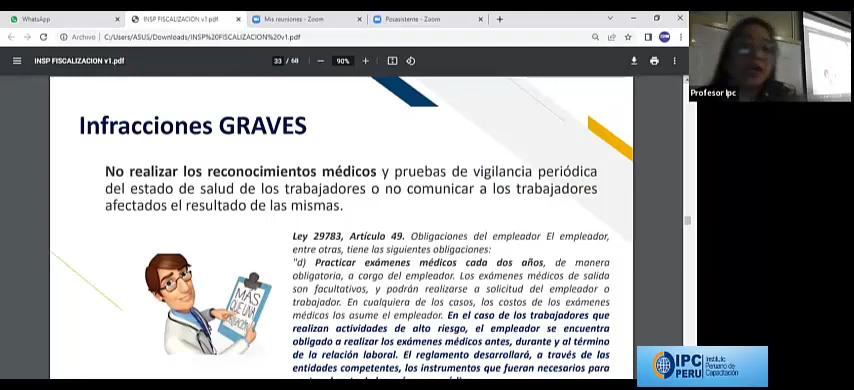 WhatsApp
INSP FISCALIZACION v1.pdf
Mis reuniones - Zoom
Posasistente - Zoom
Archivo
C:/Users/ASUS/Downloads/INSP%20FISCALIZACION%20v1.pdf
INSP FISCALIZACION v1.pdf
33 / 68
90%
Profesor Ipc
Infracciones GRAVES
No realizar los reconocimientos médicos y pruebas de vigilancia periódica
del estado de salud de los trabajadores o no comunicar a los trabajadores
afectados el resultado de las mismas.
Ley 29783, Artículo 49. Obligaciones del empleador El empleador,
entre otras, tiene las siguientes obligaciones:
"d) Practicar exámenes médicos cada dos años, de manera
obligatoria, a cargo del empleador. Los exámenes médicos de salida
son facultativos, y podrán realizarse a solicitud del empleador o
trabajador. En cualquiera de los casos, los costos de los exámenes
médicos los asume el empleador. En el caso de los trabajadores que
realizan actividades de alto riesgo, el empleador se encuentra
obligado a realizar los exámenes médicos antes, durante y al término
de la relación laboral. El reglamento desarrollará, a través de las
entidades competentes, los instrumentos que fueran necesarios para
MAS
QUE UNA
IPC
PERU
Instituto
Peruano de
Capacitación